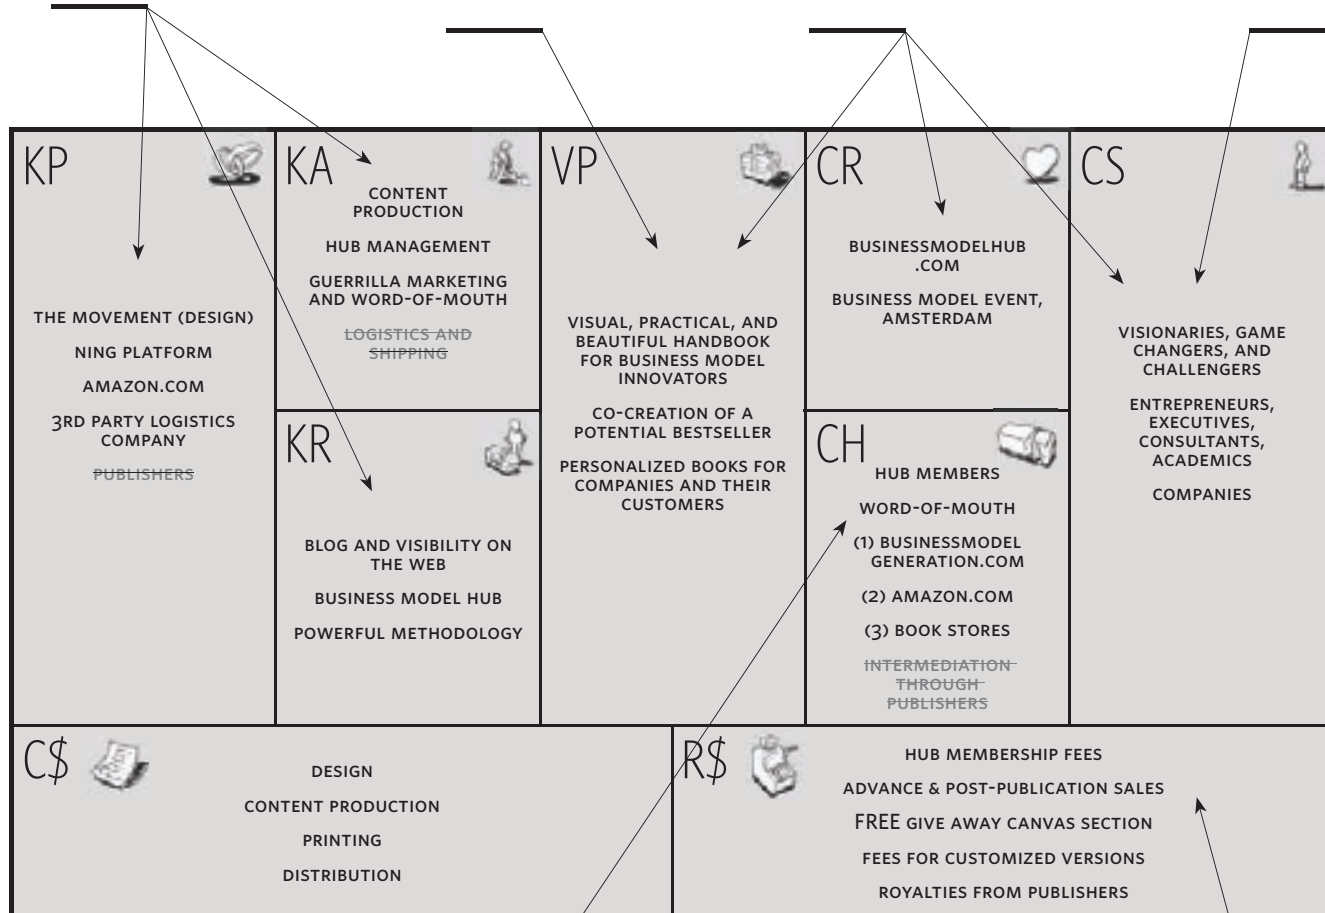 KP
THE MOVEMENT (DESIGN)
NING PLATFORM
AMAZON.COM
3RD PARTY LOGISTICS
COMPANY
PUBLISHERS
KA
CONTENT
PRODUCTION
HUB MANAGEMENT
GUERRILLA MARKETING
AND WORD-OF-MOUTH
LOGISTICS AND
SHIPPING
KR
BLOG AND VISIBILITY ON
THE WEB
BUSINESS MODEL HUB
POWERFUL METHODOLOGY
VP
VISUAL, PRACTICAL, AND
BEAUTIFUL HANDBOOK
FOR BUSINESS MODEL
INNOVATORS
CO-CREATION OF A
POTENTIAL BESTSELLER
PERSONALIZED BOOKS FOR
COMPANIES AND THEIR
CUSTOMERS
CR
BUSINESSMODELHUB
.COM
BUSINESS MODEL EVENT,
AMSTERDAM
CH
HUB MEMBERS
WORD-OF-MOUTH
(1) BUSINESSMODEL
GENERATION.COM
(2) AMAZON.COM
(3) BOOK STORES
INTERMEDIATION
THROUGH
PUBLISHERS
CS
VISIONARIES, GAME
CHANGERS, AND
CHALLENGERS
ENTREPRENEURS,
EXECUTIVES,
CONSULTANTS,
ACADEMICS
COMPANIES
C$
DESIGN
CONTENT PRODUCTION
PRINTING
DISTRIBUTION
R$
HUB MEMBERSHIP FEES
ADVANCE & POST-PUBLICATION SALES
FREE GIVE AWAY CANVAS SECTION
FEES FOR CUSTOMIZED VERSIONS
ROYALTIES FROM PUBLISHERS